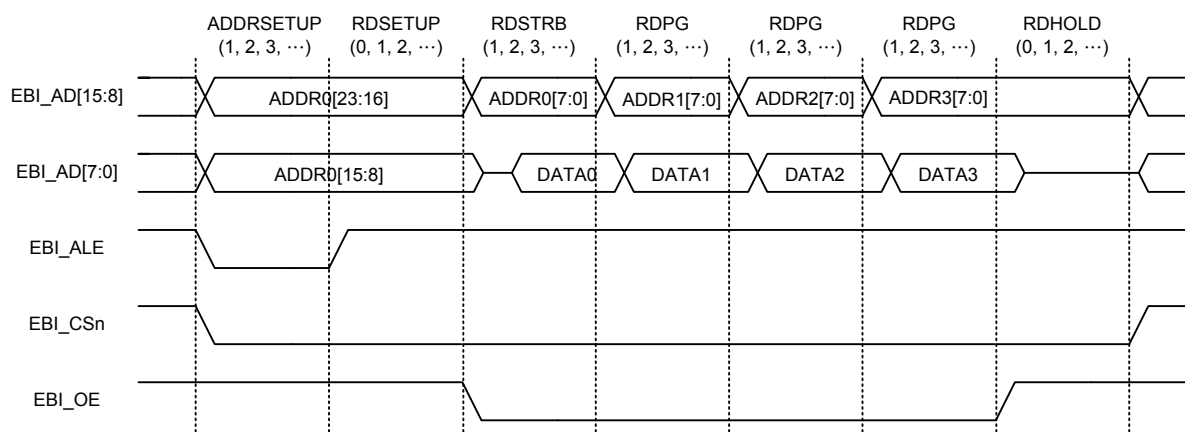 ADDRSETUP RDSETUP RDSTRB RDPG RDPG RDPG RDHOLD
(1, 2, 3, ⋯) (0, 1, 2, ⋯) (1, 2, 3, ⋯) (1, 2, 3, ⋯) (1, 2, 3, ⋯) (1, 2, 3, ⋯) (0, 1, 2, ⋯)
EBI_AD[15:8] ADDR0[23:16] ADDR0[7:0] ADDR1[7:0] ADDR2[7:0] ADDR3[7:0]
EBI_AD[7:0] ADDR0[15:8] DATA0 DATA1 DATA2 DATA3
EBI_ALE
EBI_CSn
EBI_OE